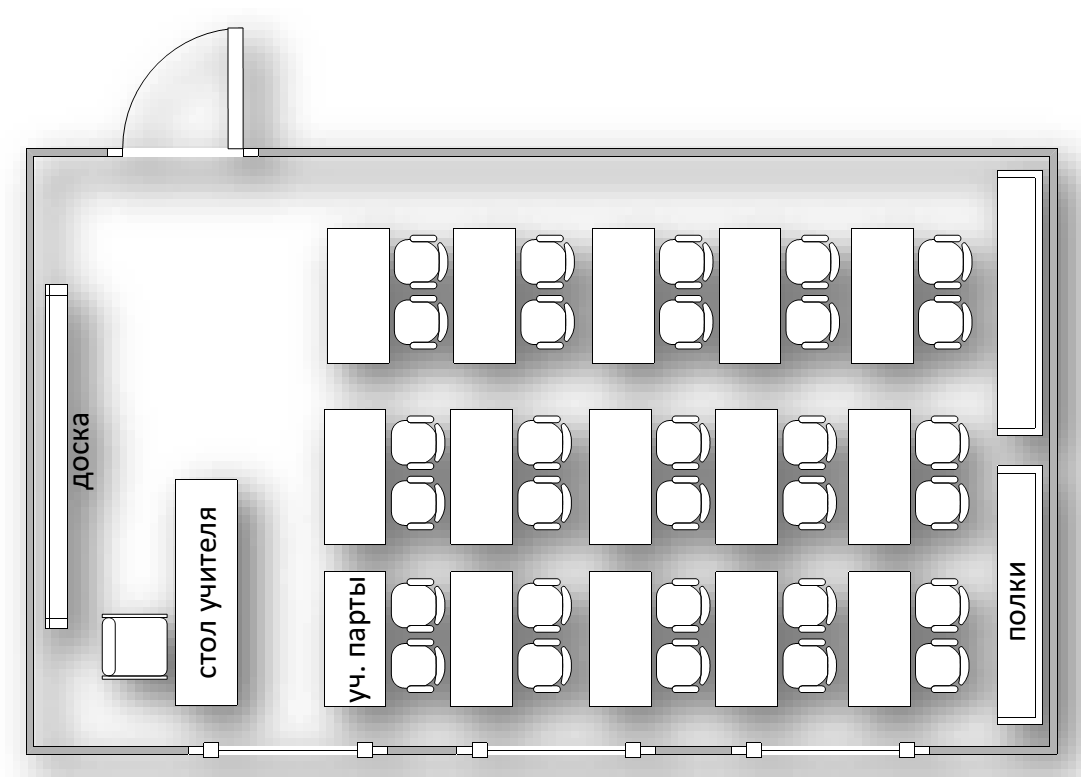 доска
стол учителя
уч. парты
полки